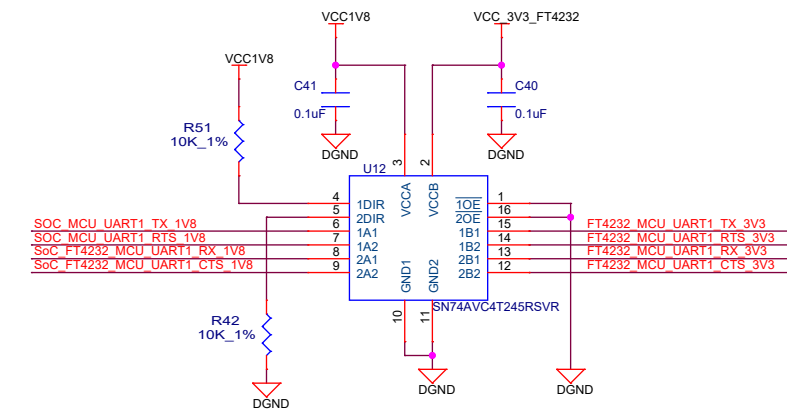 VCC1V8
VCC_3V3_FT4232
VCC1V8
C41
C40
0.1uF
0.1uF
R51
10K_1%
DGND
DGND
U12
3
2
VCCA
VCCB
4
1DIR
1OE
1
5
2DIR
2OE
16
SOC_MCU_UART1_TX_1V8
6
1A1
1B1
15
FT4232_MCU_UART1_TX_3V3
SOC_MCU_UART1_RTS_1V8
7
1A2
1B2
14
FT4232_MCU_UART1_RTS_3V3
SoC_FT4232_MCU_UART1_RX_1V8
8
2A1
2B1
13
FT4232_MCU_UART1_RX_3V3
SoC_FT4232_MCU_UART1_CTS_1V8
9
2A2
2B2
12
FT4232_MCU_UART1_CTS_3V3
GND1
GND2
SN74AVC4T245RSVR
10
11
R42
10K_1%
DGND
DGND
DGND